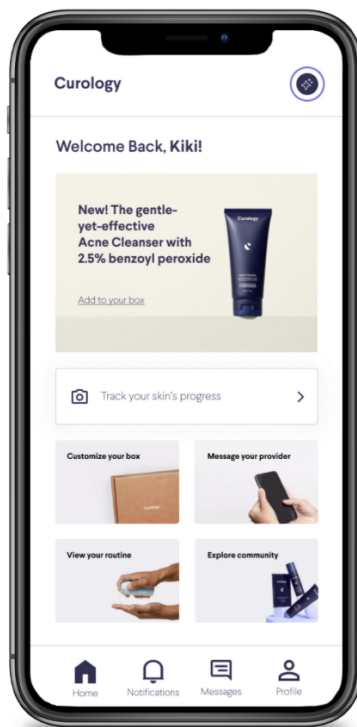 Curology
Welcome Back, Kiki!
New! The gentle-
yet-effective
Acne Cleanser with
2.5% benzoyl peroxide
Add to your box
Curology
Track your skin's progress
Customize your box
Message your provider
Curology
View your routine
Explore community
Home
Notifications
Messages
Profile